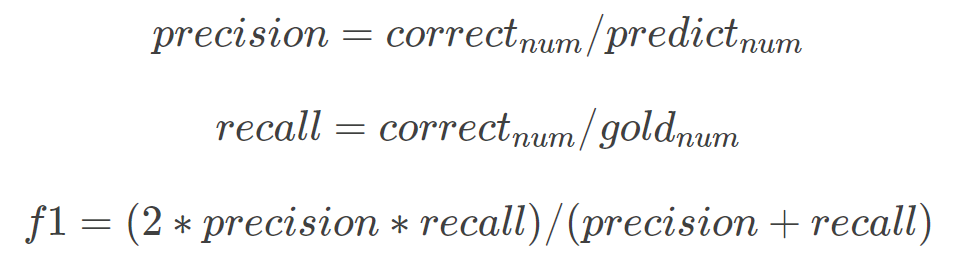 precision = correct_num/predict_num
recall = correct_num/gold_num
f1 = (2 * precision * recall)/(precision + recall)